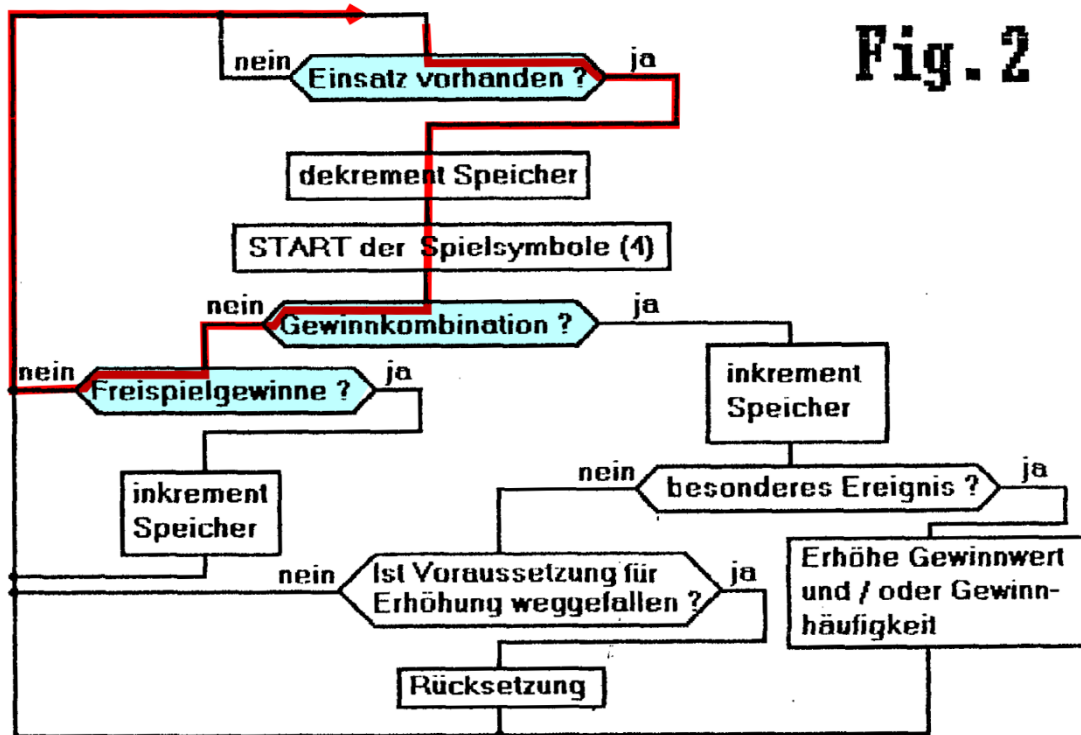 Fig. 2
nein
ja
Einsatz vorhanden ?
dekrement Speicher
START der Spielsymbole (4)
nein
ja
Gewinnkombination ?
nein
ja
Freispielgewinne ?
inkrement
Speicher
inkrement
Speicher
nein
ja
besonderes Ereignis ?
nein
ja
Ist Voraussetzung für
Erhöhung weggefallen ?
Erhöhe Gewinnwert
und / oder Gewinn-
häufigkeit
Rücksetzung